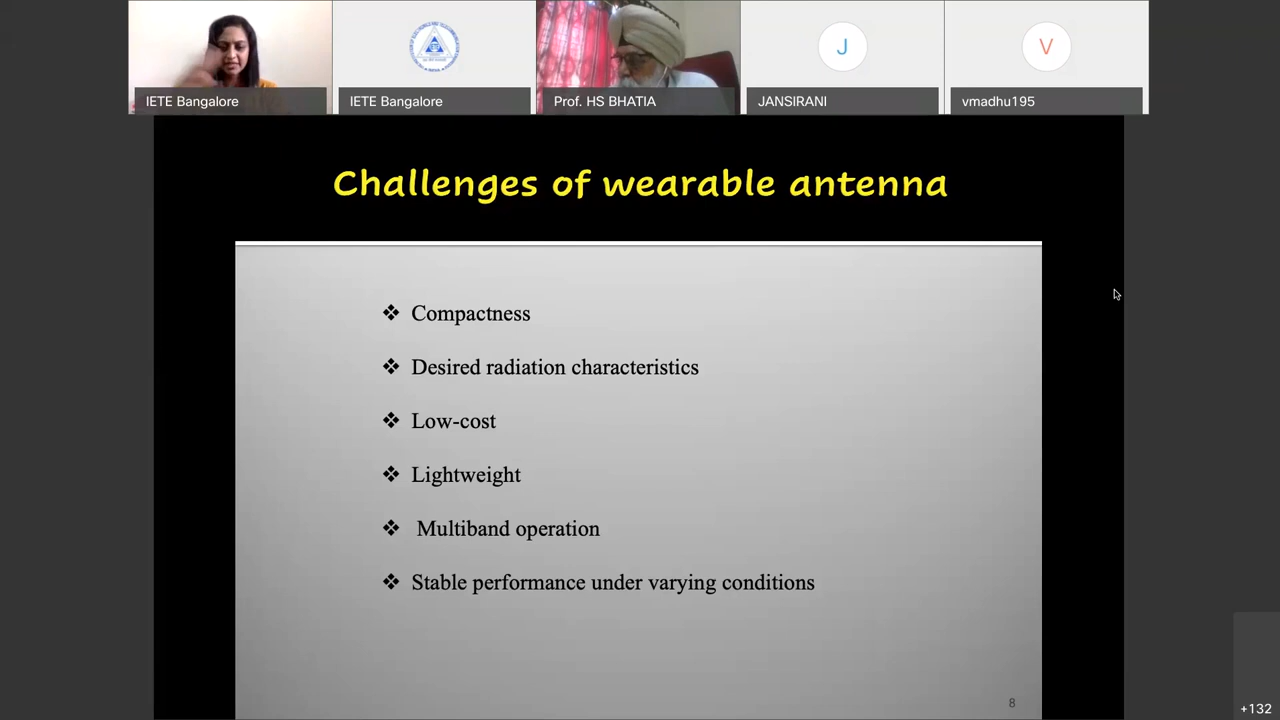 IETE Bangalore
IETE Bangalore
Prof. HS BHATIA
J
JANSIRANI
V
vmadhu195
Challenges of wearable antenna
❖ Compactness
❖ Desired radiation characteristics
❖ Low-cost
❖ Lightweight
❖ Multiband operation
❖ Stable performance under varying conditions
8
+132